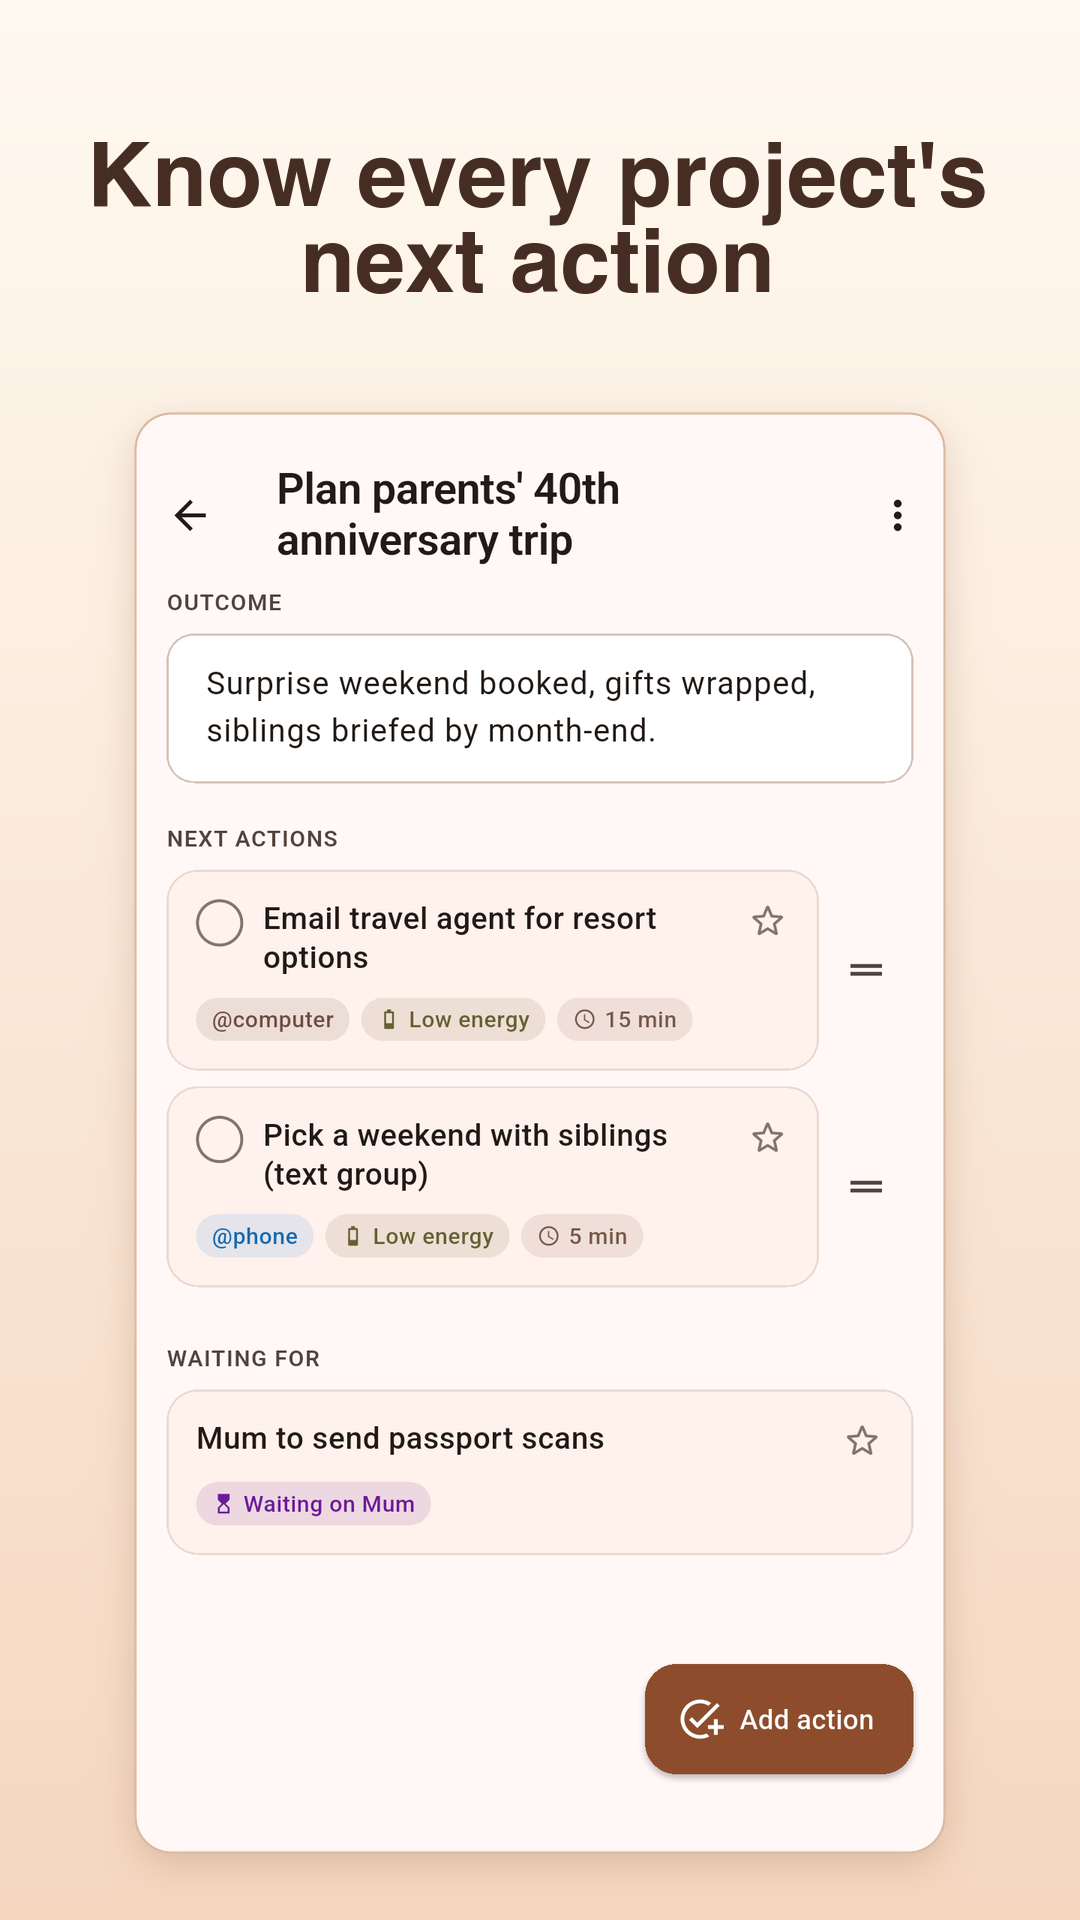 Know every project's
next action
Plan parents' 40th
anniversary trip
OUTCOME
Surprise weekend booked, gifts wrapped,
siblings briefed by month-end.
NEXT ACTIONS
Email travel agent for resort
options
@computer Low energy 15 min
Pick a weekend with siblings
(text group)
@phone Low energy 5 min
WAITING FOR
Mum to send passport scans
Waiting on Mum
Add action